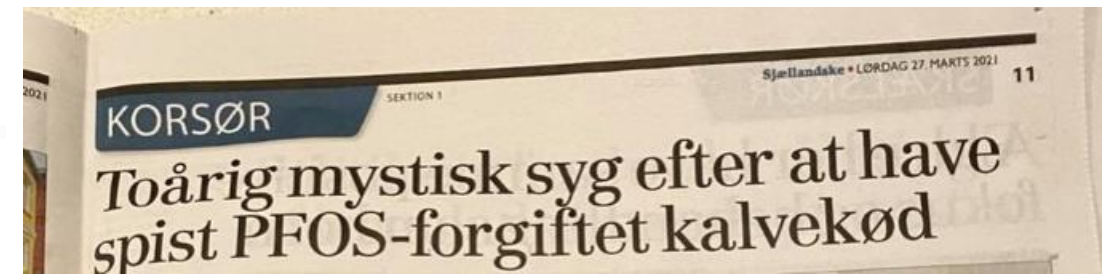 2021
Sjællandske • LØRDAG 27. MARTS 2021
11
KORSØR
SEKTION 1
Toårig mystisk syg efter at have
spist PFOS-forgiftet kalvekød